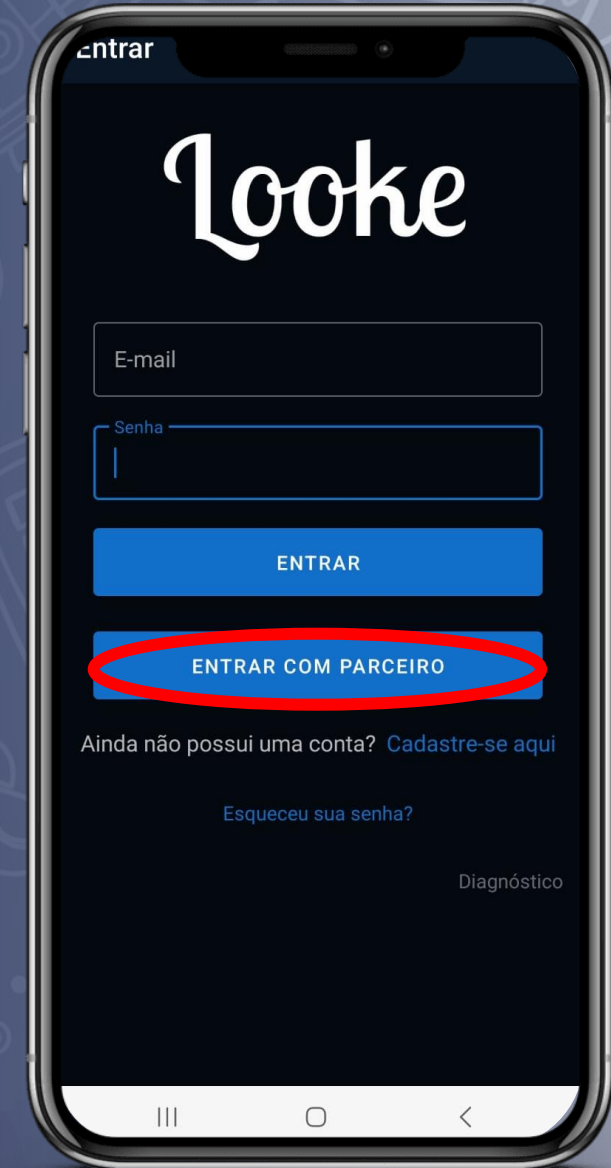 Entrar
Looke
E-mail
Senha
ENTRAR
ENTRAR COM PARCEIRO
Ainda não possui uma conta? Cadastre-se aqui
Esqueceu sua senha?
Diagnóstico